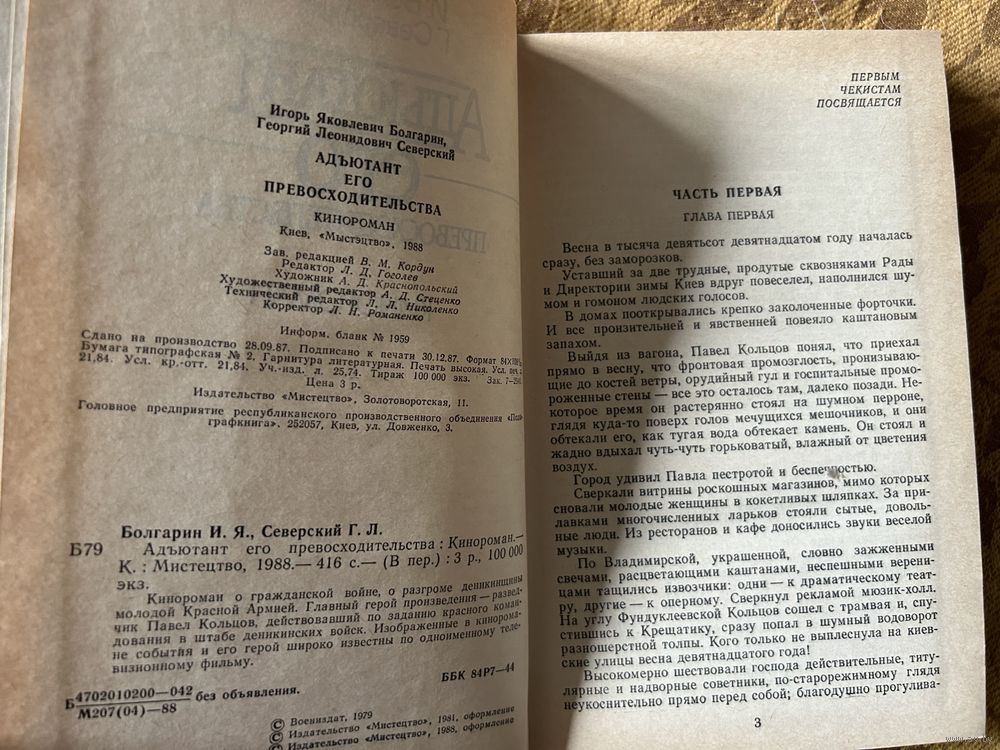 Игорь Яковлевич Болгарин,
Георгий Леонидович Северский
АДЪЮТАНТ
ЕГО
ПРЕВОСХОДИТЕЛЬСТВА
КИНОРОМАН
Киев, «Мыстэцтво», 1988
Зав. редакцией В. М. Кордун
Редактор Л. Д. Гоголев
Художник А. Д. Краснопольский
Художественный редактор А. Д. Стеценко
Технический редактор Л. Л. Николенко
Корректор Л. Н. Романенко
Информ. бланк № 1959
Сдано на производство 28.09.87. Подписано к печати 30.12.87. Формат
Бумага типографская № 2. Гарнитура литературная. Печать высокая. Усл. печ. л.
21,84. Усл. кр.-отт. 21,84. Уч.-изд. л. 25,74. Тираж 100 000 экз. Зак.
Цена 3 р.
Издательство «Мистецтво», Золотоворотская, 11.
Головное предприятие республиканского производственного объединения «Поли-
графкнига». 252057, Киев, ул. Довженко, 3.
Болгарин И. Я., Северский Г. Л.
Б79 Адъютант его превосходительства : Кинороман.—
К. : Мистецтво, 1988.— 416 с.— (В пер.) : 3 р., 100 000
экз.
Кинороман о гражданской войне, о разгроме деникинщины
молодой Красной Армией. Главный герой произведения — развед-
чик Павел Кольцов, действовавший по заданию красного коман-
дования в штабе деникинских войск. Изображенные в кинорома-
не события и его герой широко известны по одноименному теле-
визионному фильму.
Б 4702010200—042 без объявления.
М207(04)—88
ББК 84Р7—44
© Воениздат, 1979
© Издательство «Мистецтво», 1981, оформление
© Издательство «Мистецтво», 1988, оформление
ПЕРВЫМ
ЧЕКИСТАМ
ПОСВЯЩАЕТСЯ
ЧАСТЬ ПЕРВАЯ
ГЛАВА ПЕРВАЯ
Весна в тысяча девятьсот девятнадцатом году началась
сразу, без заморозков.
Уставший за две трудные, продутые сквозняками Рады
и Директории зимы Киев вдруг повеселел, наполнился шу-
мом и гомоном людских голосов.
В домах пооткрывались крепко заколоченные форточки.
И все пронзительней и явственней повеяло каштановым
запахом.
Выйдя из вагона, Павел Кольцов понял, что приехал
прямо в весну, что фронтовая промозглость, пронизываю-
щие до костей ветры, орудийный гул и госпитальные промо-
роженные стены — все это осталось там, далеко позади. Не-
которое время он растерянно стоял на шумном перроне,
глядя куда-то поверх голов мечущихся мешочников, и они
обтекали его, как тугая вода обтекает камень. Он стоял и
жадно вдыхал чуть-чуть горьковатый, влажный от цветения
воздух.
Город удивил Павла пестротой и беспечностью.
Сверкали витрины роскошных магазинов, мимо которых
сновали молодые женщины в кокетливых шляпках. За при-
лавками многочисленных ларьков стояли сытые, доволь-
ные люди. Из ресторанов и кафе доносились звуки веселой
музыки.
По Владимирской, украшенной, словно зажженными
свечами, расцветающими каштанами, неспешными верени-
цами тащились извозчики: одни — к драматическому теат-
ру, другие — к оперному. Сверкнул рекламой мюзик-холл.
На углу Фундуклеевской Кольцов сошел с трамвая и, спу-
стившись к Крещатику, сразу попал в шумный водоворот
разношерстной толпы. Кого только не выплеснула на киев-
ские улицы весна девятнадцатого года!
Высокомерно шествовали господа действительные, титу-
лярные и надворные советники, по-старорежимному глядя
неукоснительно прямо перед собой; благодушно прогулива-
3